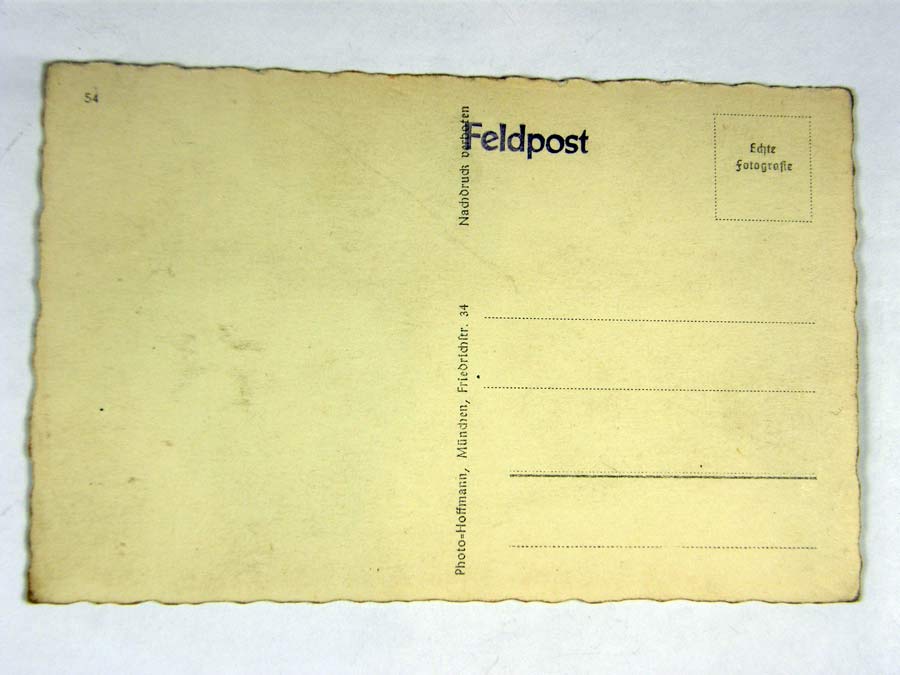 54
Photo=Hoffmann, München, Friedrichstr. 34 Nachdruck verboten
Feldpost
Echte
Fotografie